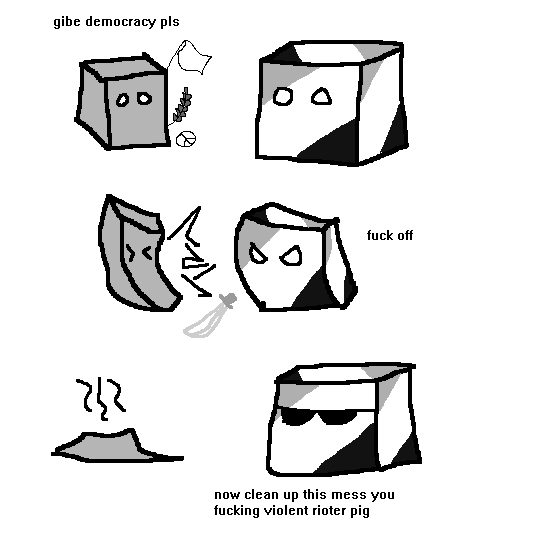 gibe democracy pls
fuck off
now clean up this mess you
fucking violent rioter pig